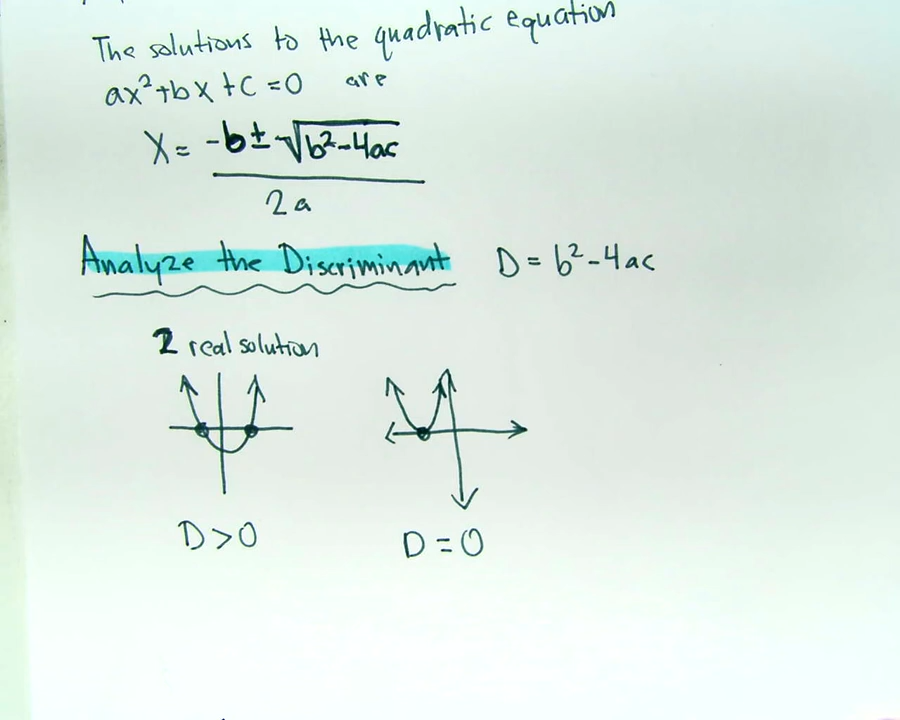 The solutions to the quadratic equation
ax²+bx+c=0 are
X = -b±√b²-4ac
2a
Analyze the Discriminant D = b²-4ac
2 real solution
D>0 D=0